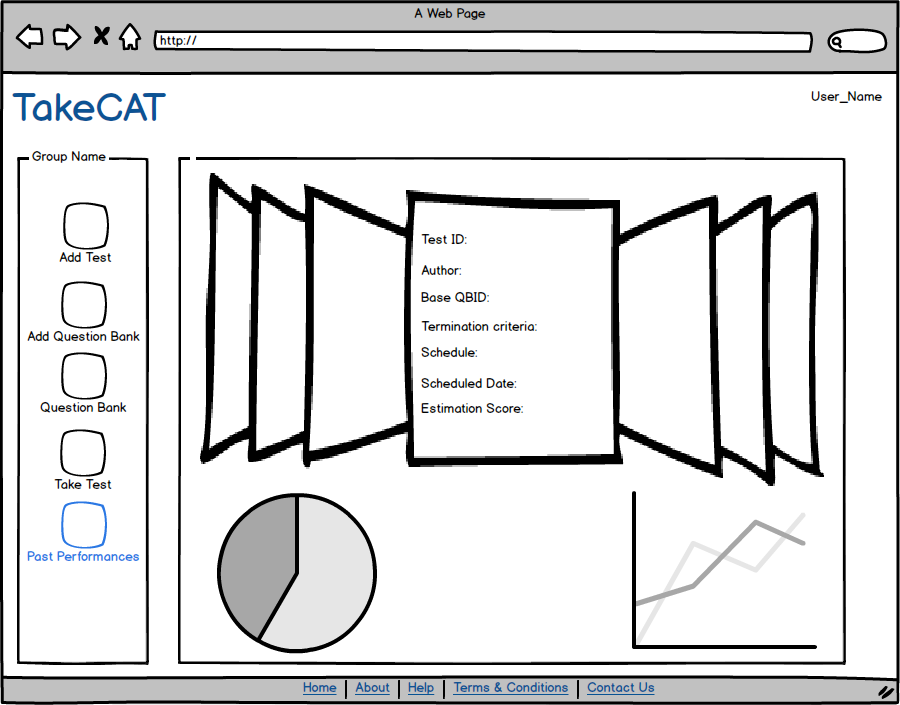 A Web Page
http://
TakeCAT
User_Name
Group Name
Add Test
Add Question Bank
Question Bank
Take Test
Past Performances
Test ID:
Author:
Base QBID:
Termination criteria:
Schedule:
Scheduled Date:
Estimation Score:
Home About Help Terms & Conditions Contact Us